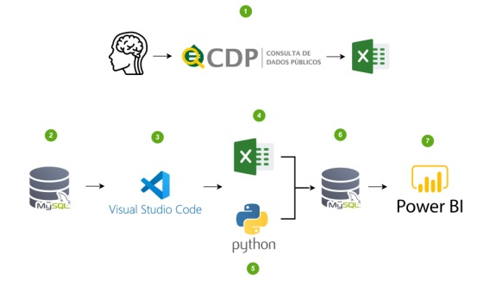 1
CDP
CONSULTA DE
DADOS PÚBLICOS
2
3
4
6
7
MySQL
Visual Studio Code
MySQL
Power BI
python
5